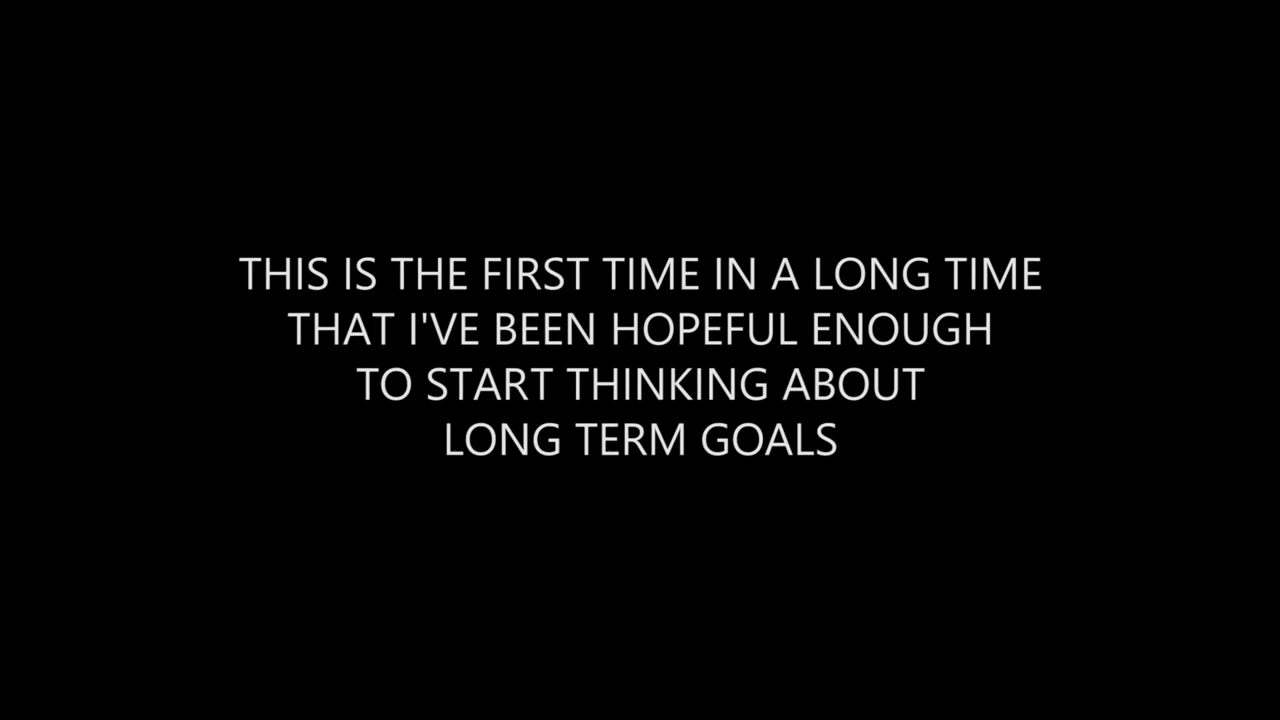 THIS IS THE FIRST TIME IN A LONG TIME
THAT I'VE BEEN HOPEFUL ENOUGH
TO START THINKING ABOUT
LONG TERM GOALS